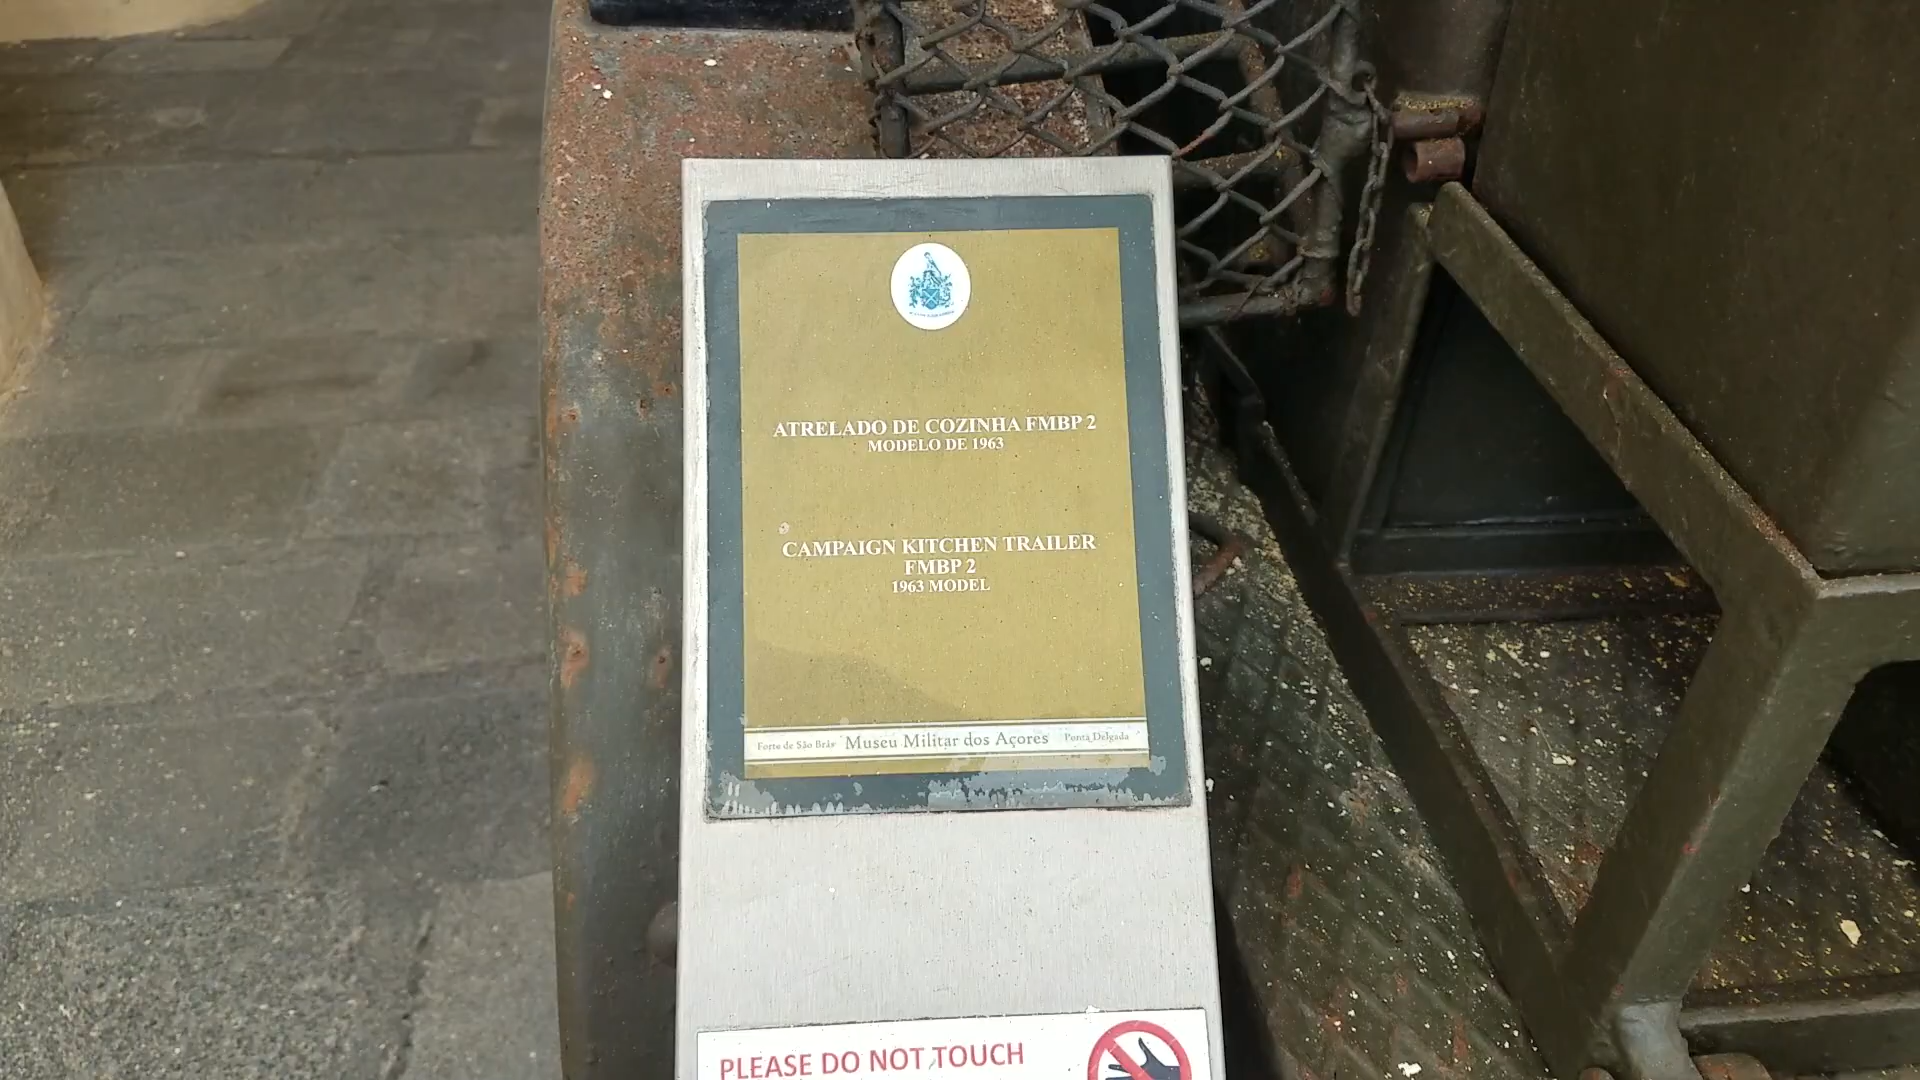 ATRELADO DE COZINHA FMBP 2
MODELO DE 1963
CAMPAIGN KITCHEN TRAILER
FMBP 2
1963 MODEL
Forte de São Brás Museu Militar dos Açores Ponta Delgada
PLEASE DO NOT TOUCH